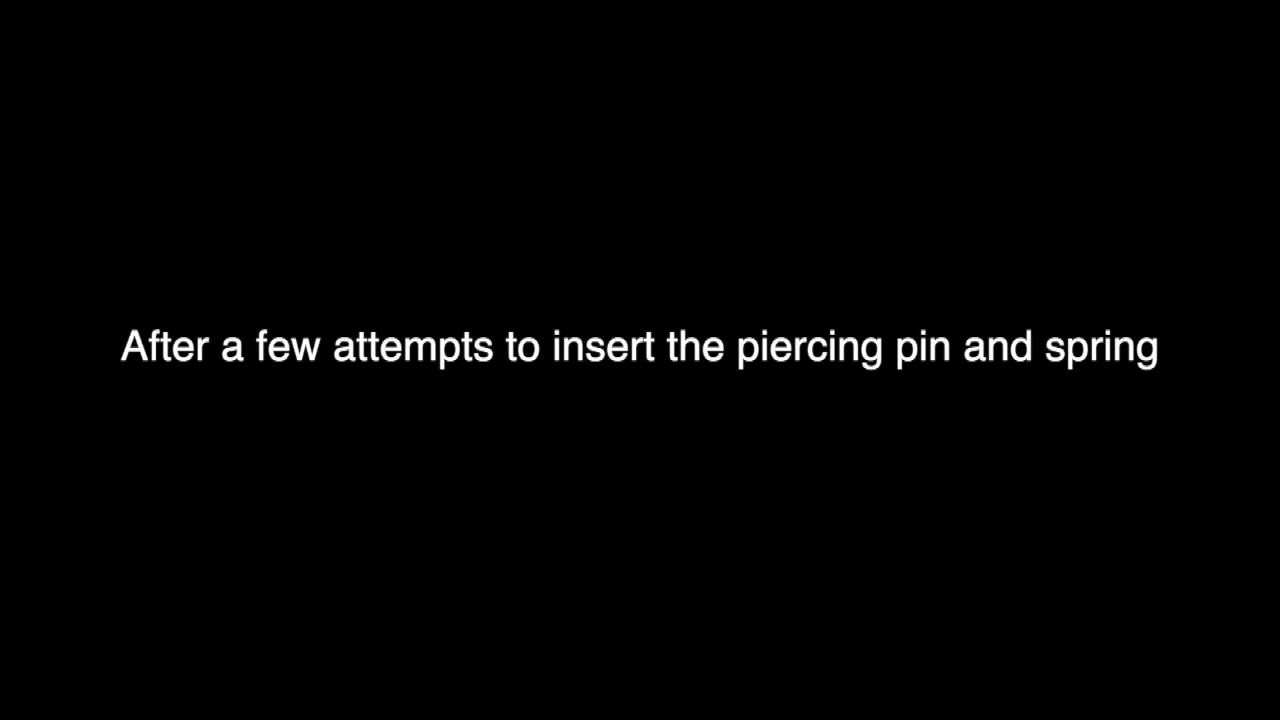 After a few attempts to insert the piercing pin and spring